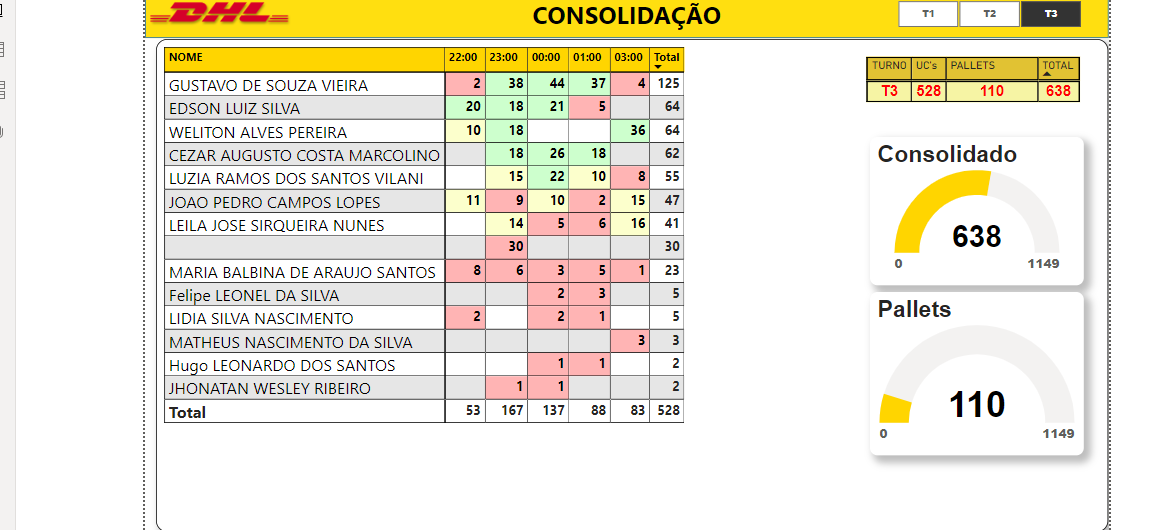 DHL CONSOLIDAÇÃO T1 T2 T3
NOME 22:00 23:00 00:00 01:00 03:00 Total
GUSTAVO DE SOUZA VIEIRA 2 38 44 37 4 125
EDSON LUIZ SILVA 20 18 21 5 64
WELITON ALVES PEREIRA 10 18 36 64
CEZAR AUGUSTO COSTA MARCOLINO 18 26 18 62
LUZIA RAMOS DOS SANTOS VILANI 15 22 10 8 55
JOAO PEDRO CAMPOS LOPES 11 9 10 2 15 47
LEILA JOSE SIRQUEIRA NUNES 14 5 6 16 41
30 30
MARIA BALBINA DE ARAUJO SANTOS 8 6 3 5 1 23
Felipe LEONEL DA SILVA 2 3 5
LIDIA SILVA NASCIMENTO 2 2 1 5
MATHEUS NASCIMENTO DA SILVA 3 3
Hugo LEONARDO DOS SANTOS 1 1 2
JHONATAN WESLEY RIBEIRO 1 1 2
Total 53 167 137 88 83 528
TURNO UC's PALLETS TOTAL
T3 528 110 638
Consolidado
638
0 1149
Pallets
110
0 1149